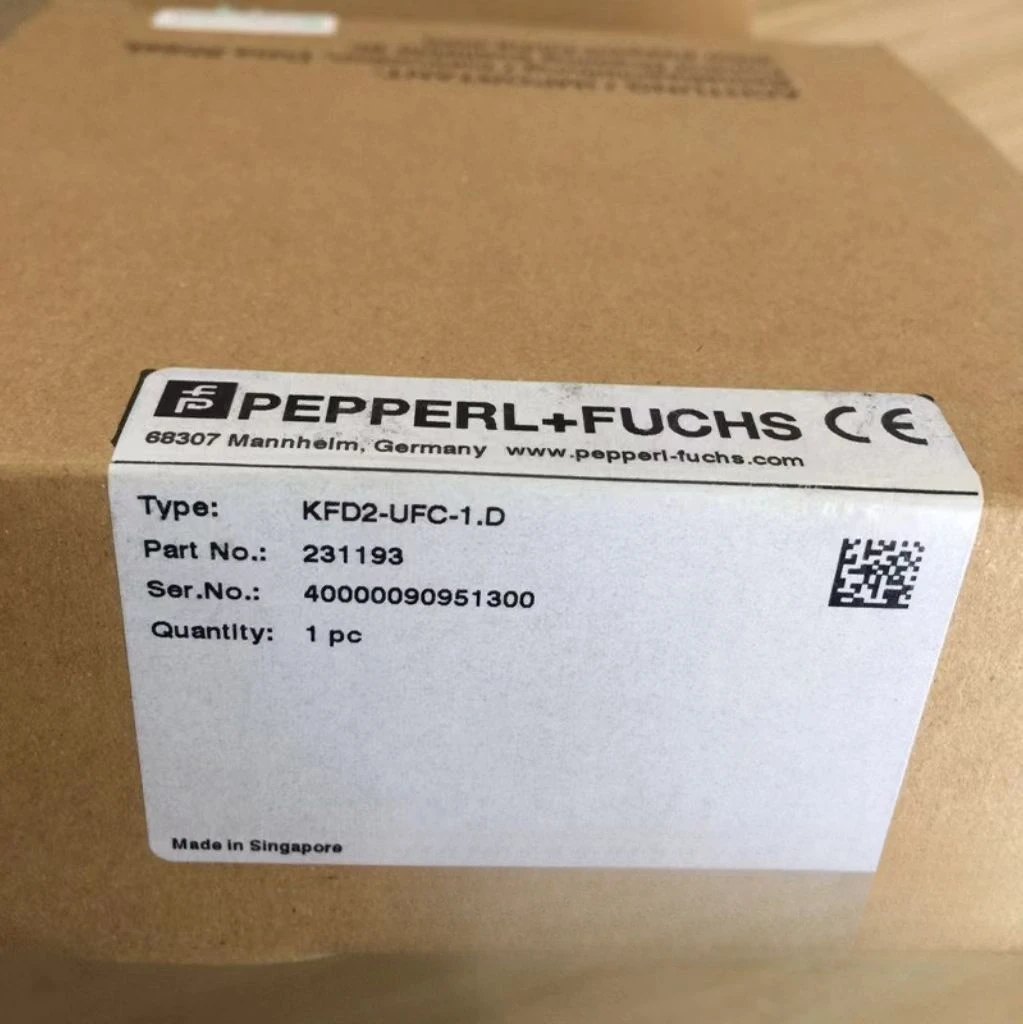 PEPPERL+FUCHS CE
68307 Mannheim, Germany www.pepperl-fuchs.com
Type: KFD2-UFC-1.D
Part No.: 231193
Ser.No.: 40000090951300
Quantity: 1 pc
Made in Singapore